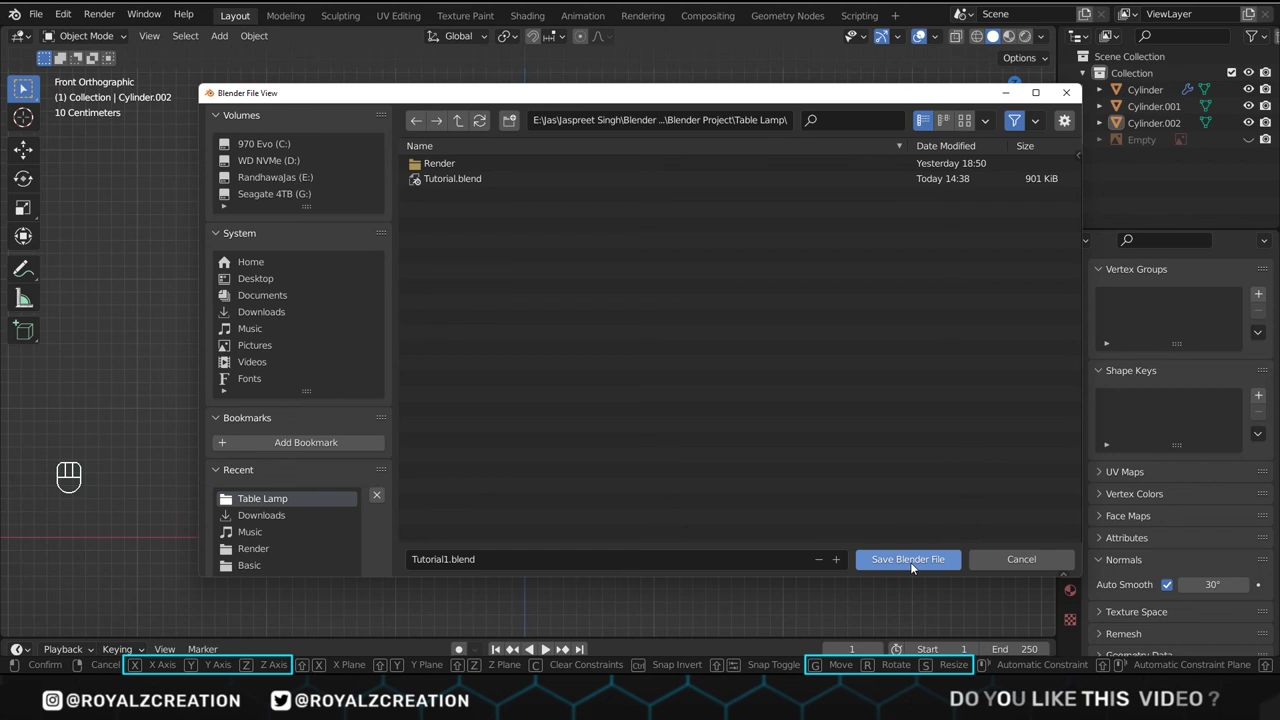 File Edit Render Window Help Layout Modeling Sculpting UV Editing Texture Paint Shading Animation Rendering Compositing Geometry Nodes Scripting + Scene ViewLayer
Object Mode View Select Add Object Global
Options
Front Orthographic
(1) Collection | Cylinder.002
10 Centimeters
Scene Collection
Collection
Cylinder
Cylinder.001
Cylinder.002
Empty
Blender File View
Volumes
970 Evo (C:)
WD NVMe (D:)
RandhawaJas (E:)
Seagate 4TB (G:)
System
Home
Desktop
Documents
Downloads
Music
Pictures
Videos
Fonts
Bookmarks
+ Add Bookmark
Recent
Table Lamp
Downloads
Music
Render
Basic
E:\Jas\Jaspreet Singh\Blender ...\Blender Project\Table Lamp\
Name Date Modified Size
Render Yesterday 18:50
Tutorial.blend Today 14:38 901 KiB
Tutorial1.blend − + Save Blender File Cancel
Vertex Groups
Shape Keys
UV Maps
Vertex Colors
Face Maps
Attributes
Normals
Auto Smooth 30°
Texture Space
Remesh
Geometry Data
Playback Keying View Marker 1 Start 1 End 250
Confirm Cancel X X Axis Y Y Axis Z Z Axis X X Plane Y Y Plane Z Z Plane C Clear Constraints Ctrl Snap Invert Snap Toggle G Move R Rotate S Resize Automatic Constraint Automatic Constraint Plane
@ROYALZCREATION @ROYALZCREATION DO YOU LIKE THIS VIDEO ?